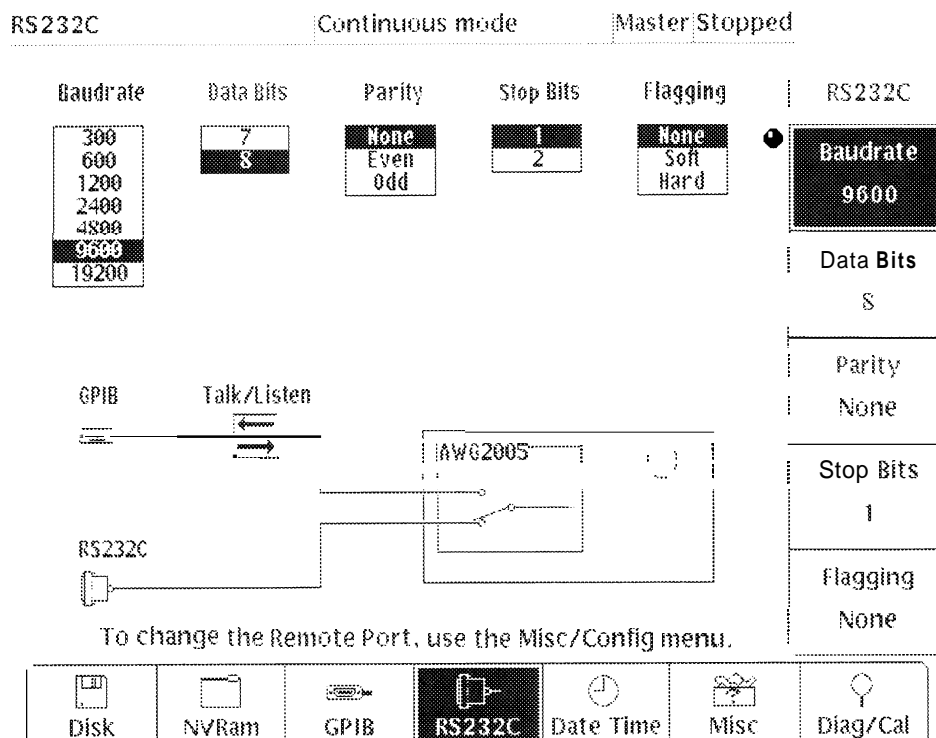 RS232C Continuous mode Master Stopped
Baudrate Data Bits Parity Stop Bits Flagging RS232C
300 7 None 1 None Baudrate
600 8 Even 2 Soft 9600
1200 Odd Hard
2400
4800
9600
19200
Data Bits
8
Parity
None
Stop Bits
1
Flagging
None
GPIB Talk/Listen
AWG2005
RS232C
To change the Remote Port, use the Misc/Config menu.
Disk NVRam GPIB RS232C Date Time Misc Diag/Cal